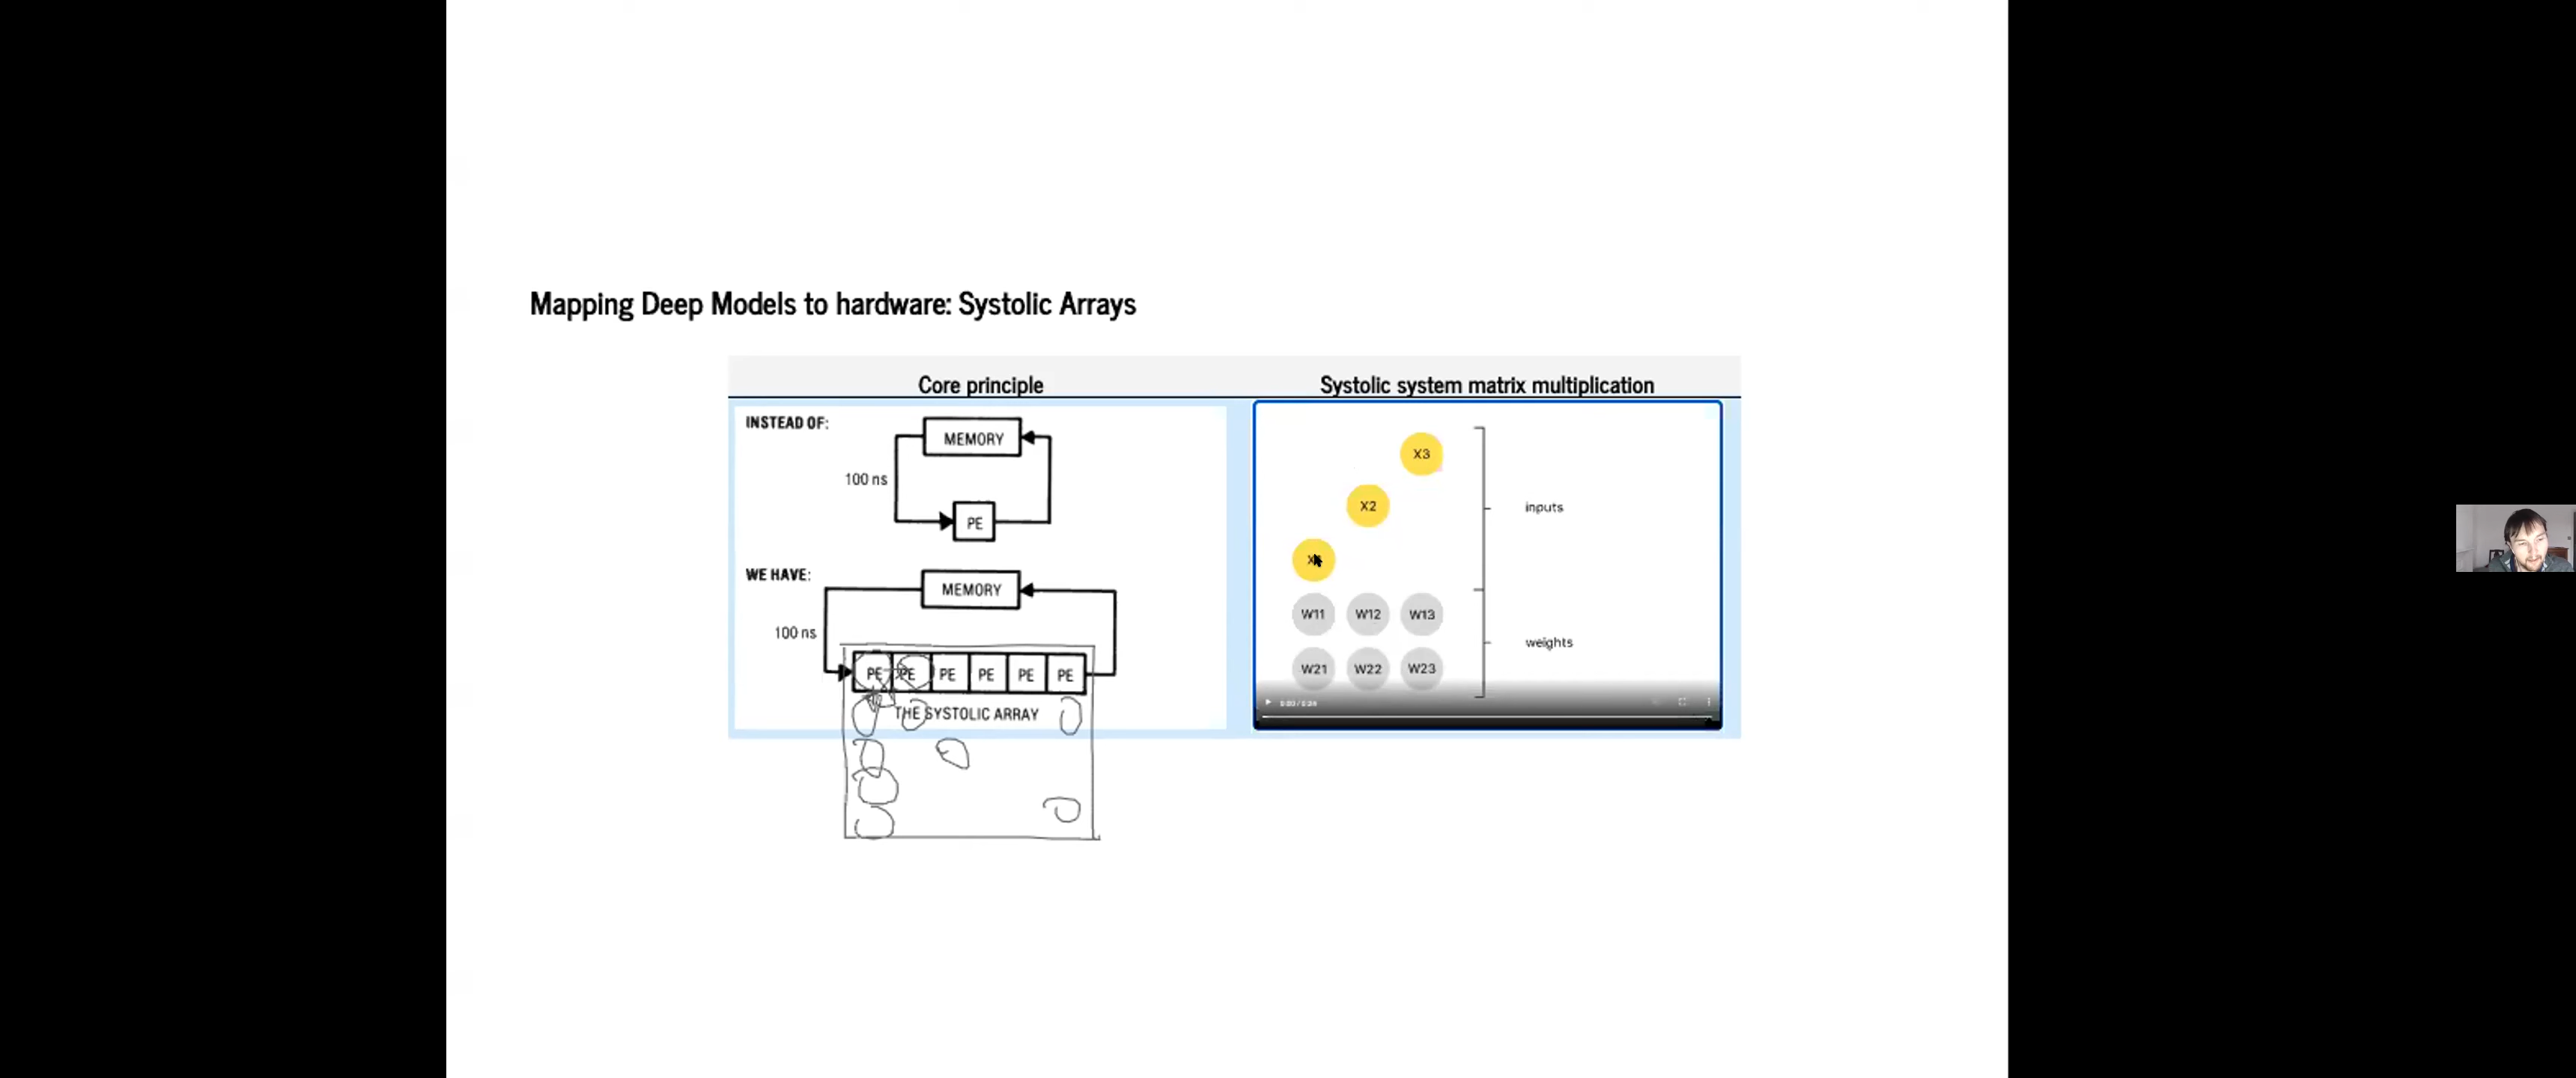 Mapping Deep Models to hardware: Systolic Arrays
Core principle
Systolic system matrix multiplication
INSTEAD OF:
MEMORY
100 ns
PE
WE HAVE:
MEMORY
100 ns
PE PE PE PE PE PE
THE SYSTOLIC ARRAY
X3
X2
inputs
W11 W12 W13
weights
W21 W22 W23